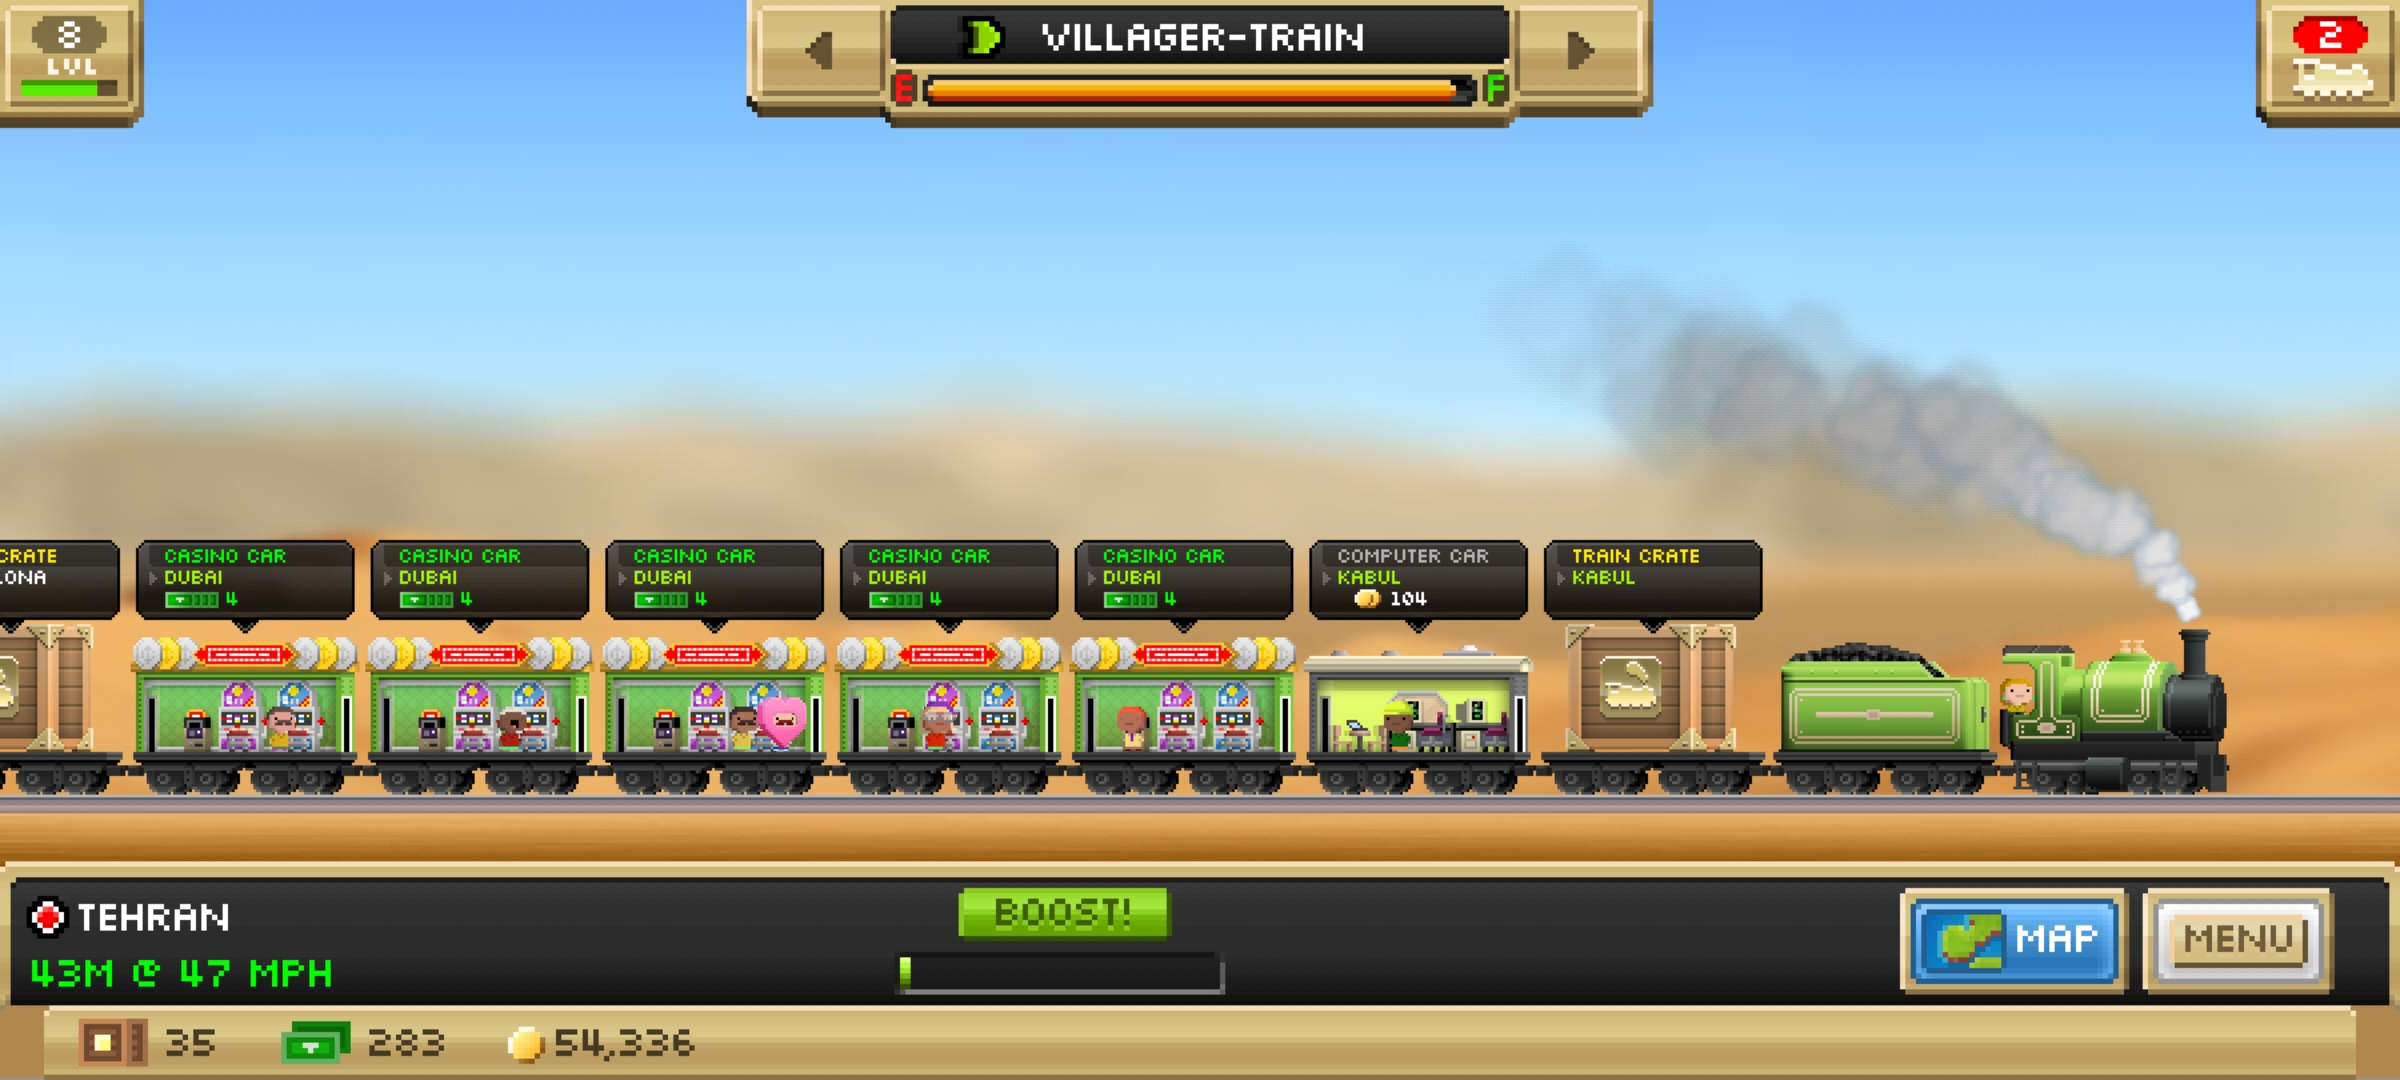 8
LVL
VILLAGER-TRAIN
E F
2
CRATE
LONA
CASINO CAR
DUBAI
4
CASINO CAR
DUBAI
4
CASINO CAR
DUBAI
4
CASINO CAR
DUBAI
4
CASINO CAR
DUBAI
4
COMPUTER CAR
KABUL
104
TRAIN CRATE
KABUL
TEHRAN
43M @ 47 MPH
BOOST!
MAP
MENU
35
283
54,336